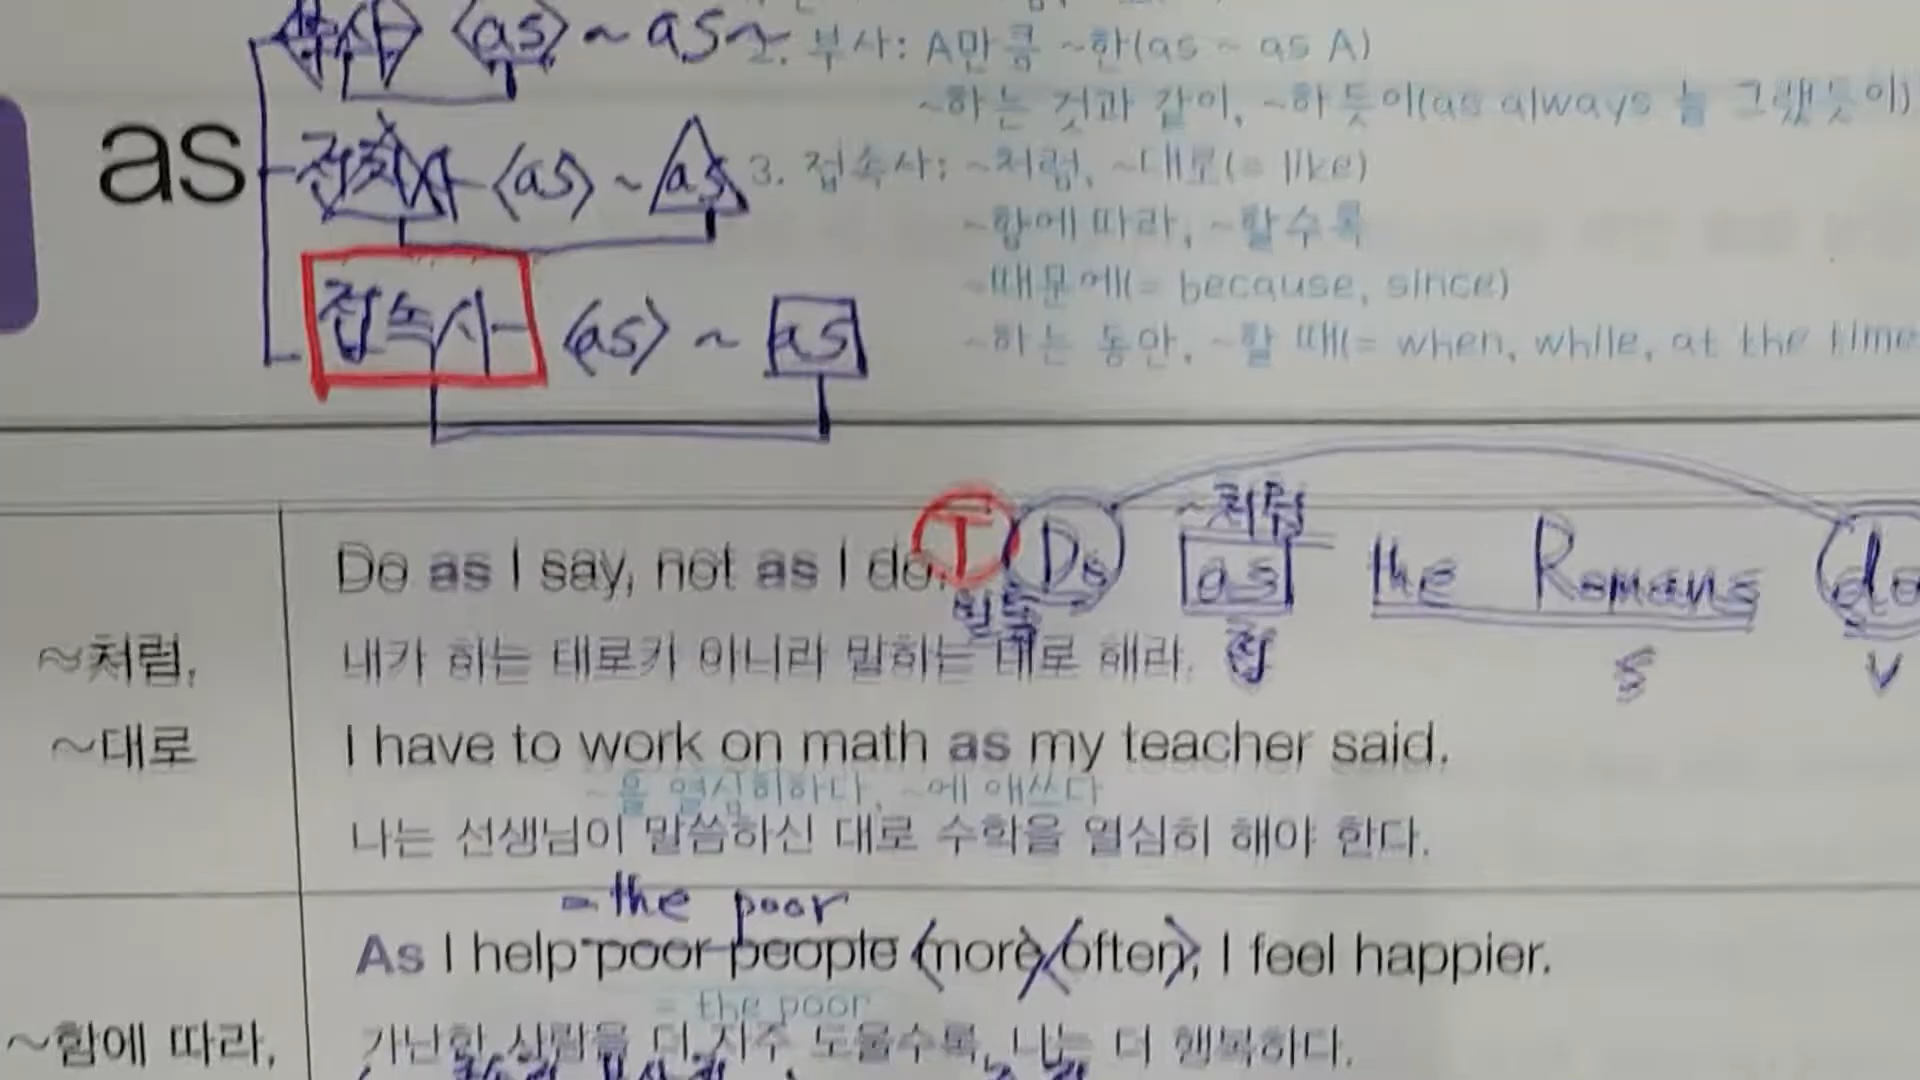 부사 <as> ~ as ~
2. 부사: A만큼 ~한(as ~ as A)
~하는 것과 같이, ~하듯이(as always 늘 그랬듯이)
as
전치사 <as> ~ as
3. 접속사: ~처럼, ~대로(= like)
~함에 따라, ~할수록
~때문에(= because, since)
접속사 <as> ~ as
~하는 동안, ~할 때(= when, while, at the time
~처럼
Do as I say, not as I do. T Do as the Romans do
접 S V
~처럼, 내가 하는 대로가 아니라 말하는 대로 해라.
~대로 I have to work on math as my teacher said.
~을 열심히하다, ~에 애쓰다
나는 선생님이 말씀하신 대로 수학을 열심히 해야 한다.
the poor
As I help poor people (more/often), I feel happier.
= the poor
~함에 따라, 가난한 사람을 더 자주 도울수록, 나는 더 행복하다.